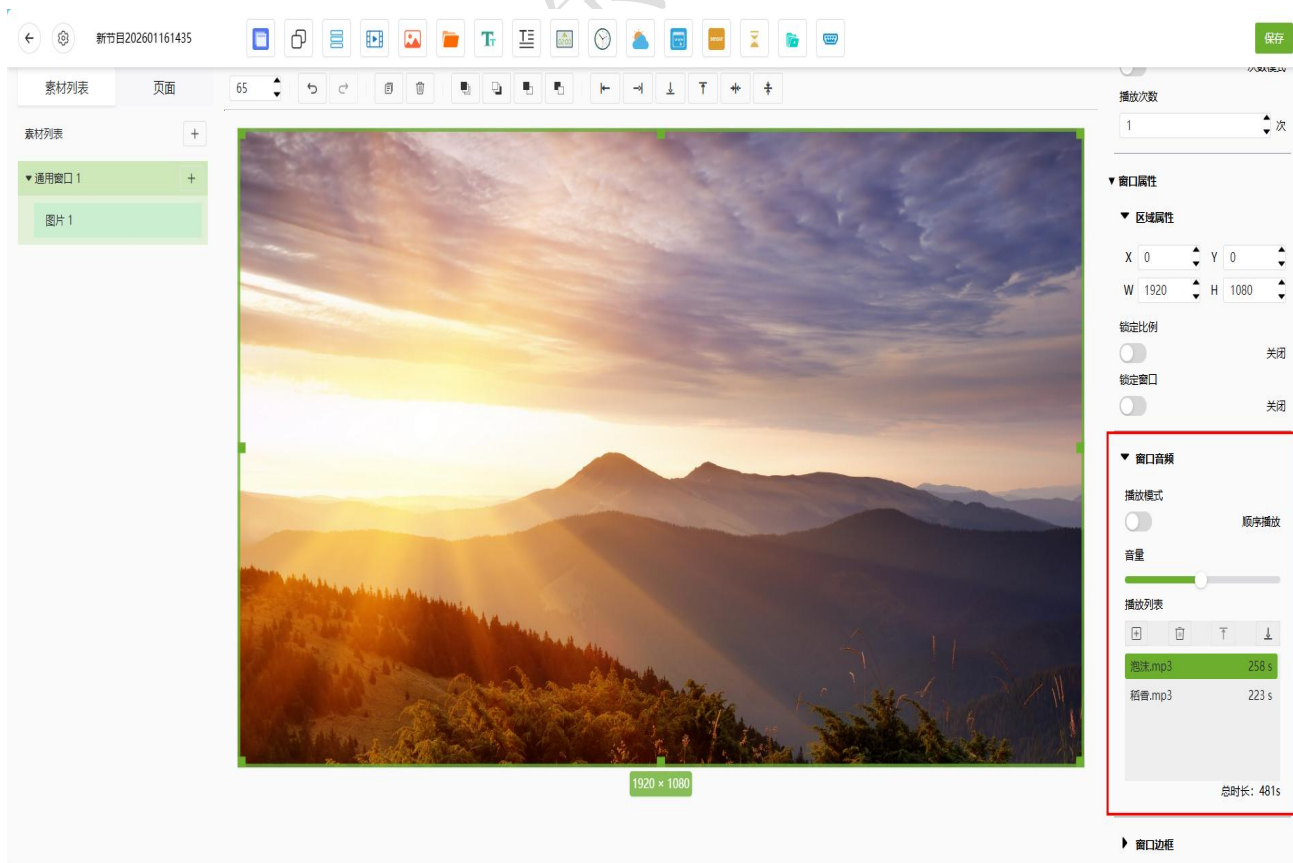 新节目202601161435
保存
素材列表
页面
65
次数模式
播放次数
1
次
素材列表
通用窗口 1
图片 1
窗口属性
区域属性
X 0 Y 0
W 1920 H 1080
锁定比例
关闭
锁定窗口
关闭
窗口音频
播放模式
顺序播放
音量
播放列表
泡沫.mp3 258 s
稻香.mp3 223 s
总时长：481s
1920 × 1080
窗口边框